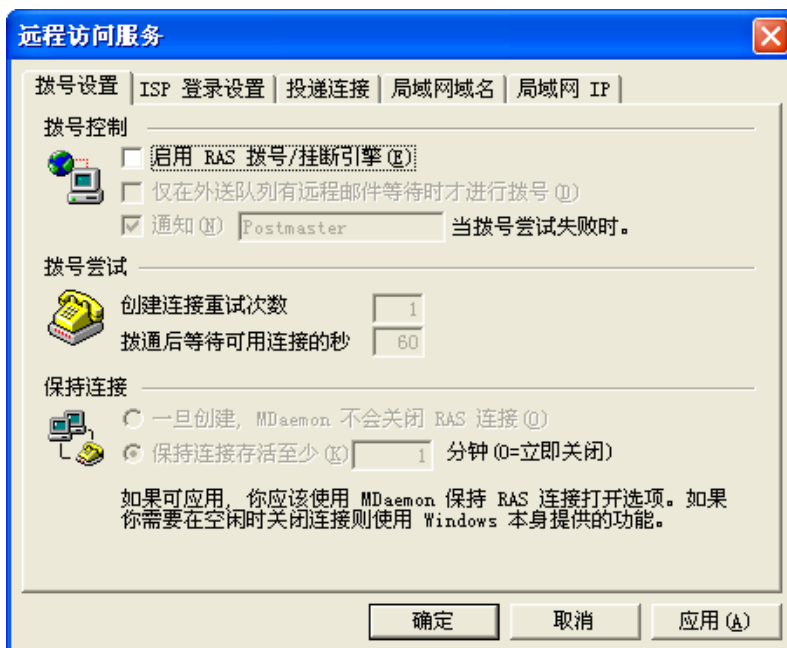 远程访问服务
拨号设置 ISP 登录设置 投递连接 局域网域名 局域网 IP
拨号控制
启用 RAS 拨号/挂断引擎(E)
仅在外送队列有远程邮件等待时才进行拨号(D)
通知(N) Postmaster 当拨号尝试失败时。
拨号尝试
创建连接重试次数 1
拨通后等待可用连接的秒 60
保持连接
一旦创建, MDaemon 不会关闭 RAS 连接(O)
保持连接存活至少(K) 1 分钟(0=立即关闭)
如果可应用, 你应该使用 MDaemon 保持 RAS 连接打开选项。如果
你需要在空闲时关闭连接则使用 Windows 本身提供的功能。
确定 取消 应用(A)